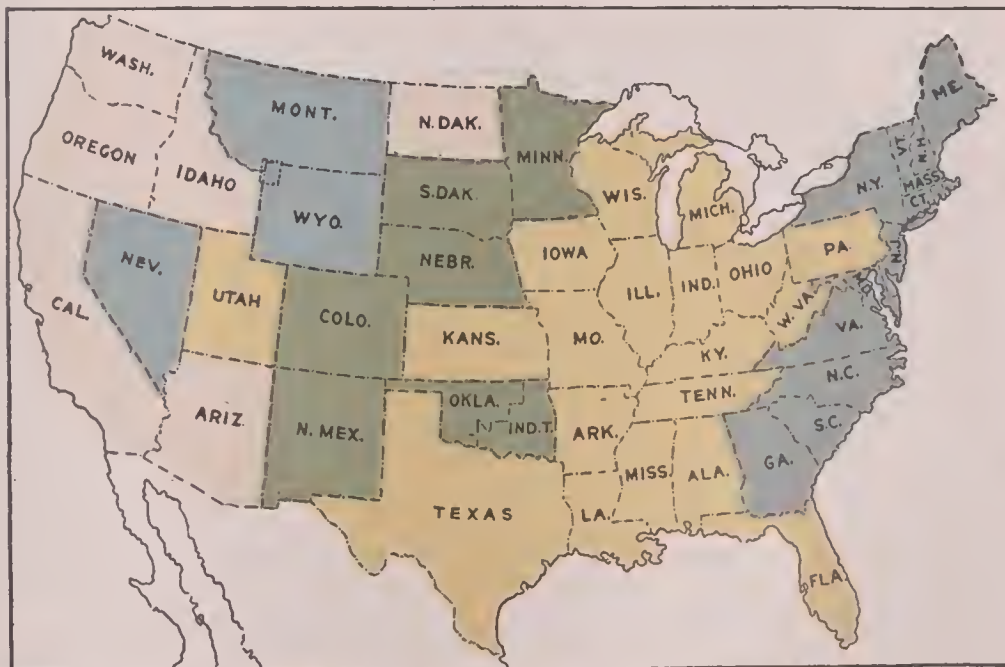 WASH.
OREGON
IDAHO
MONT.
WYO.
N. DAK.
S. DAK.
NEBR.
MINN.
NEV.
UTAH
COLO.
CAL.
ARIZ.
N. MEX.
KANS.
OKLA.
IND. T.
TEXAS
IOWA
MO.
ARK.
LA.
WIS.
ILL.
MICH.
IND.
OHIO
KY.
TENN.
MISS.
ALA.
GA.
FLA.
S.C.
N.C.
VA.
W. VA.
PA.
N.J.
N.Y.
CT.
MASS.
VT.
N.H.
ME.